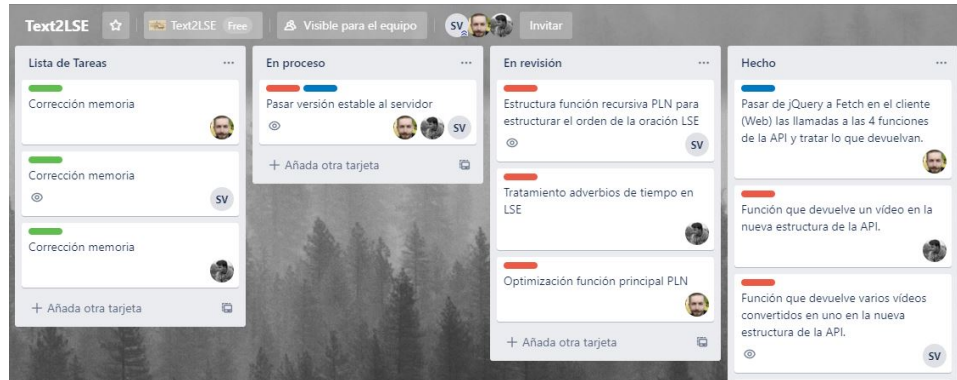 Text2LSE
Text2LSE Free
Visible para el equipo
SV
Invitar
Lista de Tareas
Corrección memoria
Corrección memoria
SV
Corrección memoria
+ Añada otra tarjeta
En proceso
Pasar versión estable al servidor
SV
+ Añada otra tarjeta
En revisión
Estructura función recursiva PLN para
estructurar el orden de la oración LSE
SV
Tratamiento adverbios de tiempo en
LSE
Optimización función principal PLN
+ Añada otra tarjeta
Hecho
Pasar de jQuery a Fetch en el cliente
(Web) las llamadas a las 4 funciones
de la API y tratar lo que devuelvan.
Función que devuelve un vídeo en la
nueva estructura de la API.
Función que devuelve varios vídeos
convertidos en uno en la nueva
estructura de la API.
SV